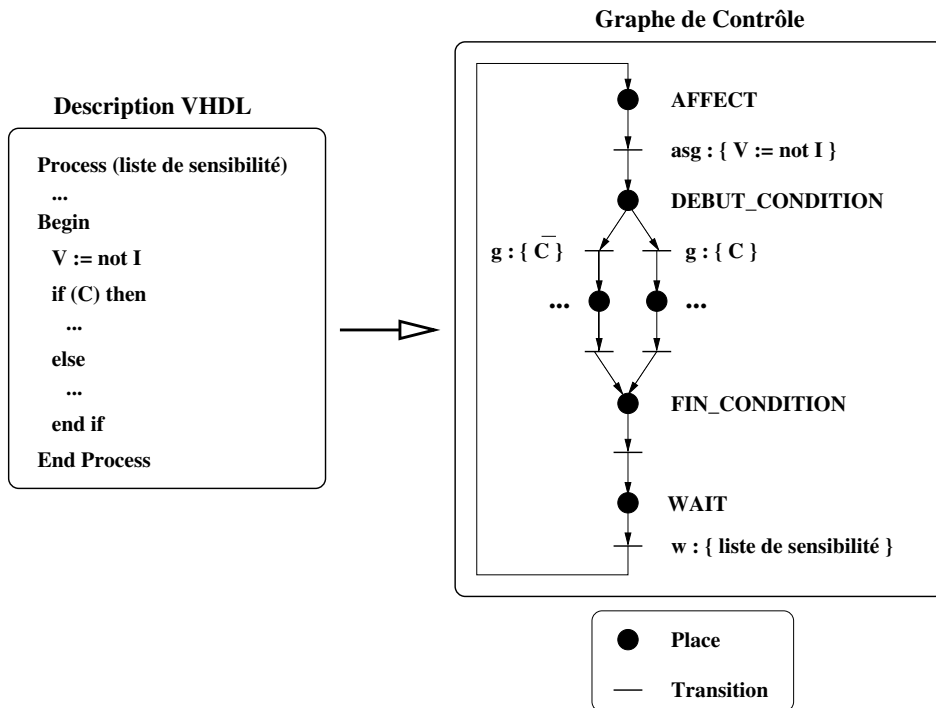 Graphe de Contrôle
Description VHDL
Process (liste de sensibilité)
...
Begin
V := not I
if (C) then
...
else
...
end if
End Process
AFFECT
asg : { V := not I }
DEBUT_CONDITION
g : { C̅ } g : { C }
... ...
FIN_CONDITION
WAIT
w : { liste de sensibilité }
Place
Transition